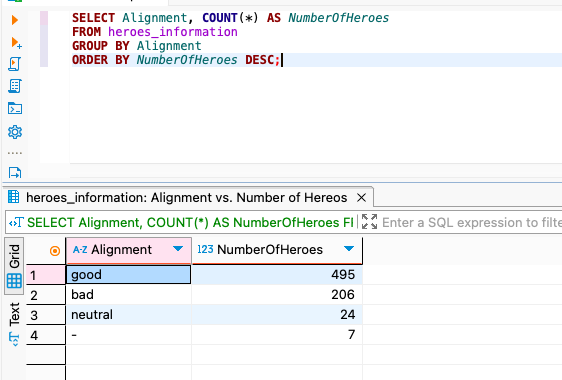 SELECT Alignment, COUNT(*) AS NumberOfHeroes
FROM heroes_information
GROUP BY Alignment
ORDER BY NumberOfHeroes DESC;
heroes_information: Alignment vs. Number of Hereos
SELECT Alignment, COUNT(*) AS NumberOfHeroes FI
Enter a SQL expression to filte
Grid
Text
A-Z Alignment 123 NumberOfHeroes
1 good 495
2 bad 206
3 neutral 24
4 - 7